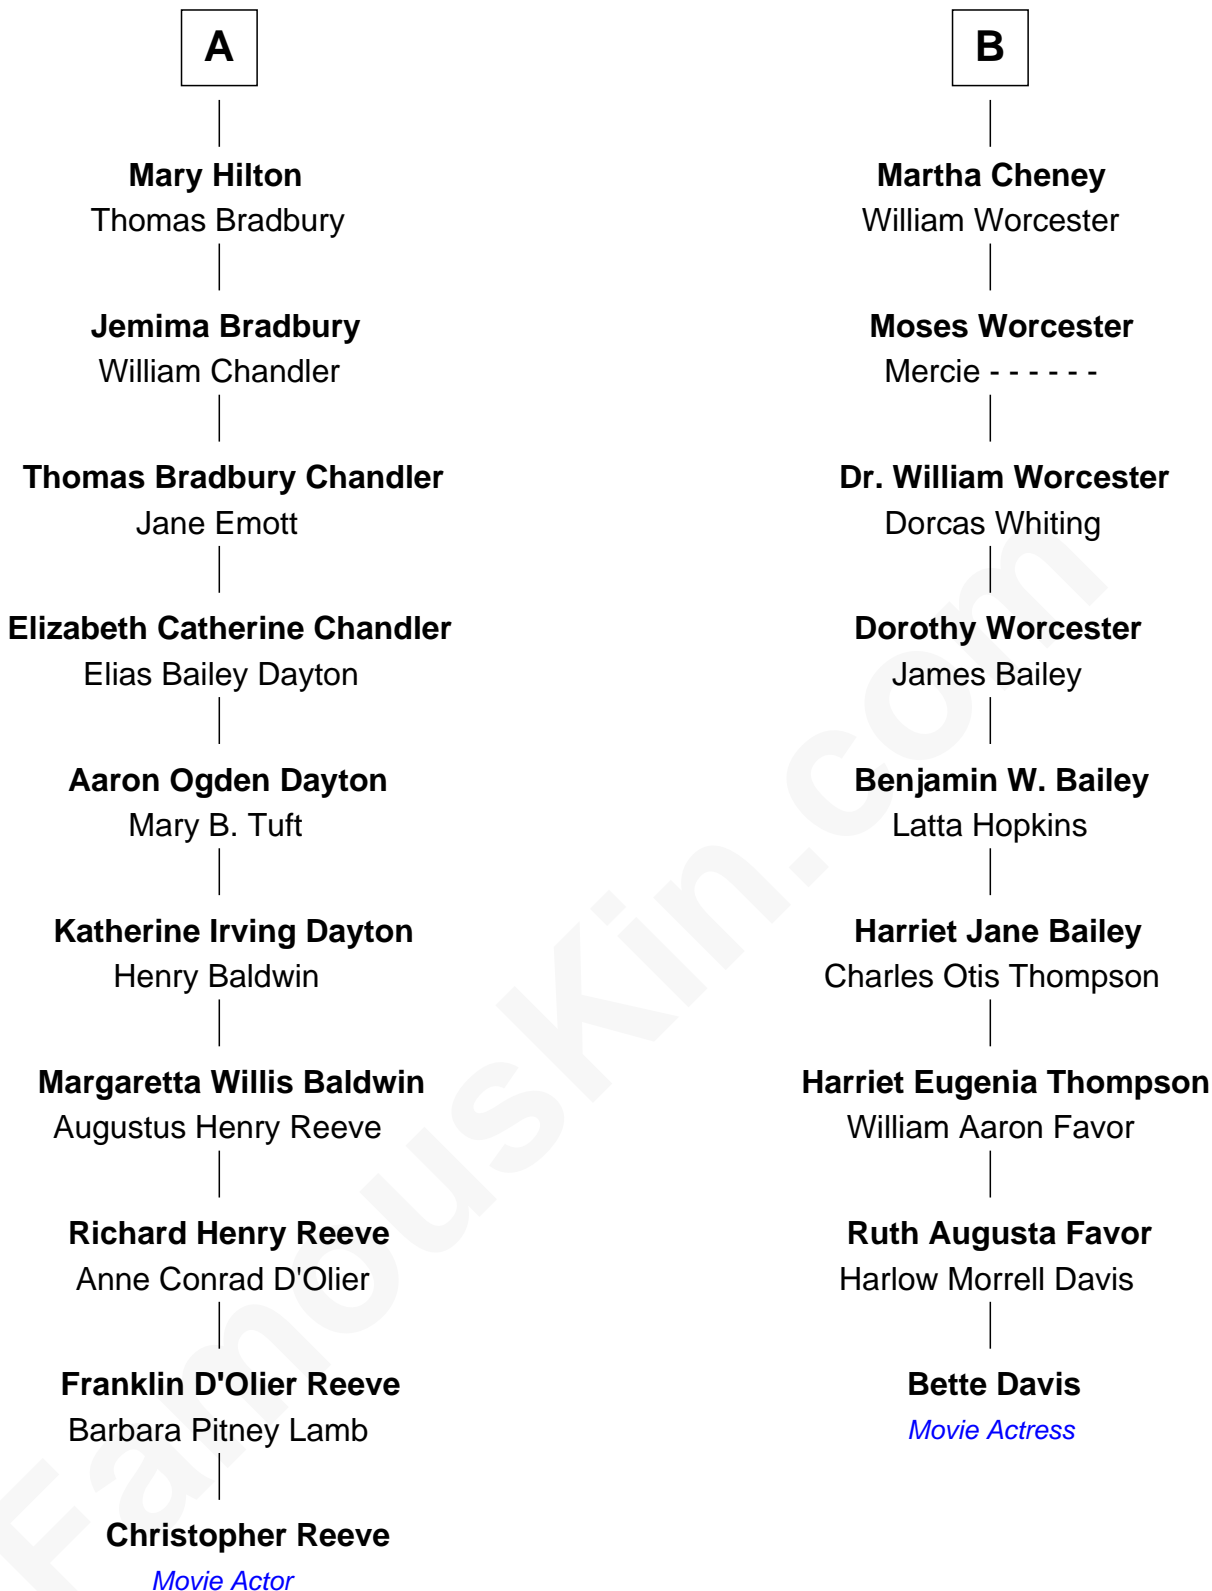 A
Mary Hilton
Thomas Bradbury
Jemima Bradbury
William Chandler
Thomas Bradbury Chandler
Jane Emott
Elizabeth Catherine Chandler
Elias Bailey Dayton
Aaron Ogden Dayton
Mary B. Tuft
Katherine Irving Dayton
Henry Baldwin
Margaretta Willis Baldwin
Augustus Henry Reeve
Richard Henry Reeve
Anne Conrad D'Olier
Franklin D'Olier Reeve
Barbara Pitney Lamb
Christopher Reeve
Movie Actor
B
Martha Cheney
William Worcester
Moses Worcester
Mercie - - - - - -
Dr. William Worcester
Dorcas Whiting
Dorothy Worcester
James Bailey
Benjamin W. Bailey
Latta Hopkins
Harriet Jane Bailey
Charles Otis Thompson
Harriet Eugenia Thompson
William Aaron Favor
Ruth Augusta Favor
Harlow Morrell Davis
Bette Davis
Movie Actress
FamousKin.com